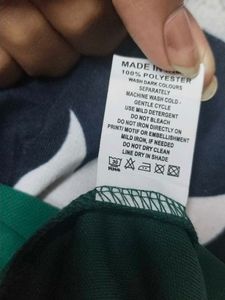 MADE IN
100% POLYESTER
WASH DARK COLOURS
SEPARATELY
MACHINE WASH COLD -
GENTLE CYCLE
USE MILD DETERGENT
DO NOT BLEACH
DO NOT IRON DIRECTLY ON
PRINT/ MOTIF OR EMBELLISHMENT
MILD IRON, IF NEEDED
DO NOT DRY CLEAN
LINE DRY IN SHADE